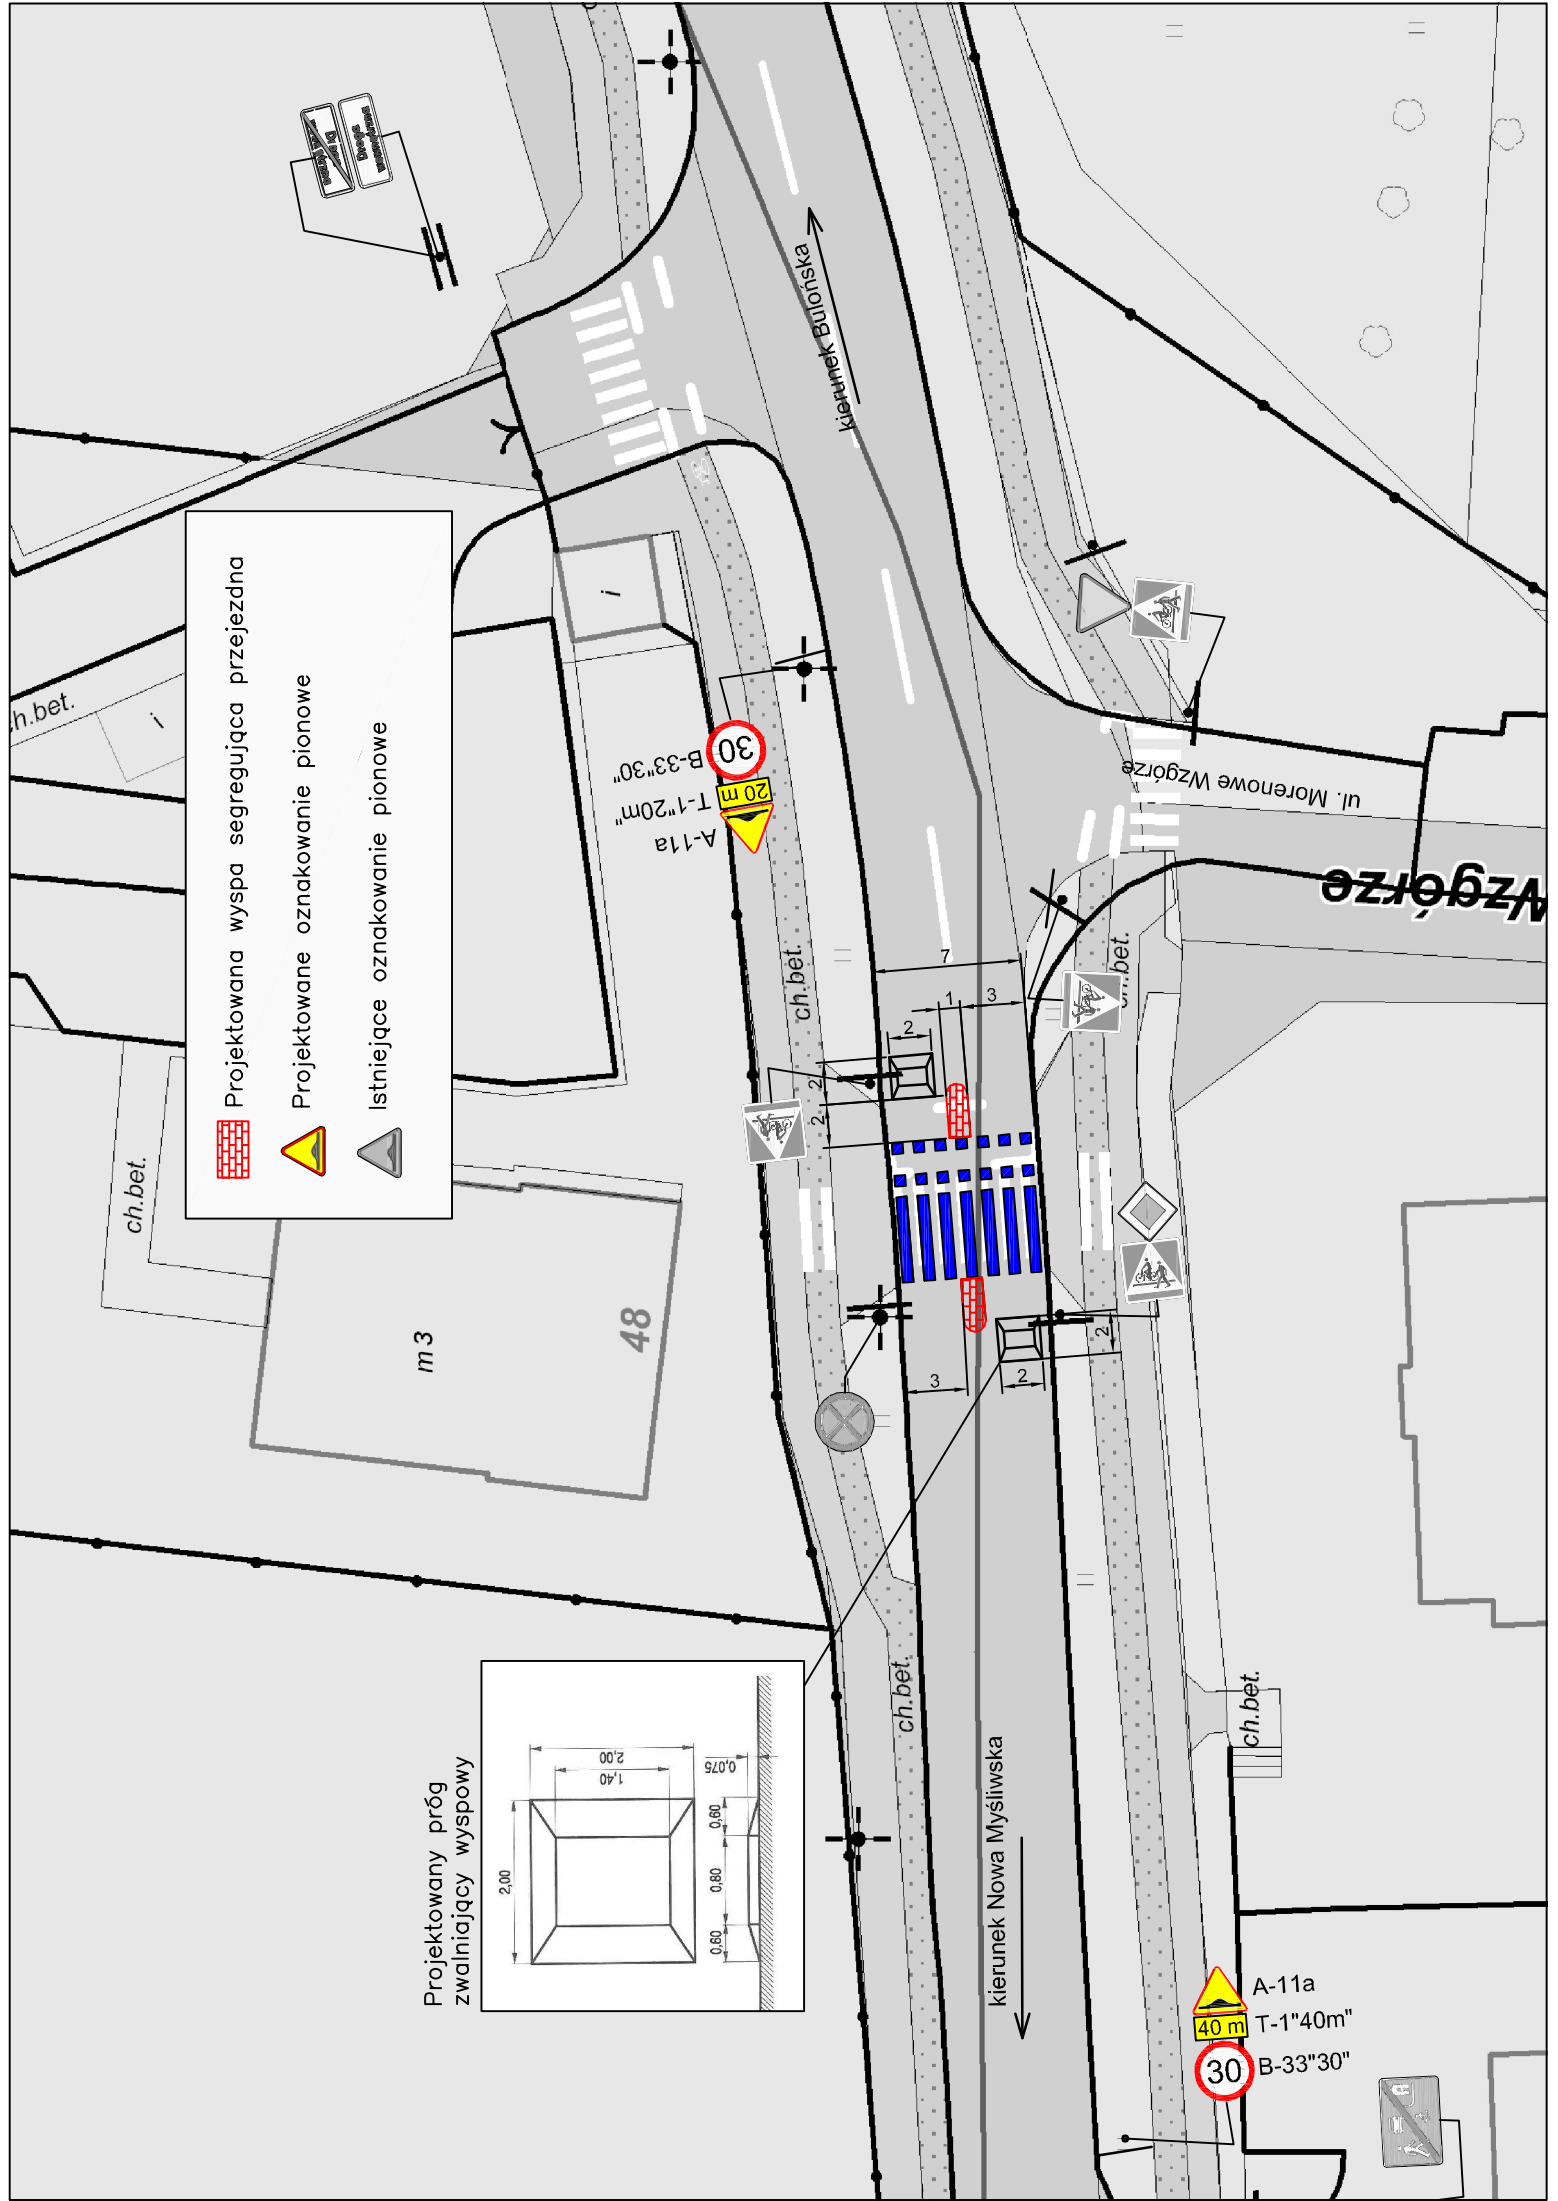 Projektowana wyspa segregująca przejezdna
Projektowane oznakowanie pionowe
Istniejące oznakowanie pionowe
Droga
wewnętrzna
Droga
kierunek Bulońska
ch.bet.
i
i
30
B-33"30"
20 m
T-1"20m"
A-11a
ul. Morenowe Wzgórze
Wzgórze
ch.bet.
ch.bet.
ch.bet.
m3
48
7
1
3
2
2
2
3
2
2
Projektowany próg
zwalniający wyspowy
2,00
2,00
1,40
0,075
0,60
0,80
0,60
ch.bet.
ch.bet.
kierunek Nowa Myśliwska
A-11a
40 m
T-1"40m"
30
B-33"30"